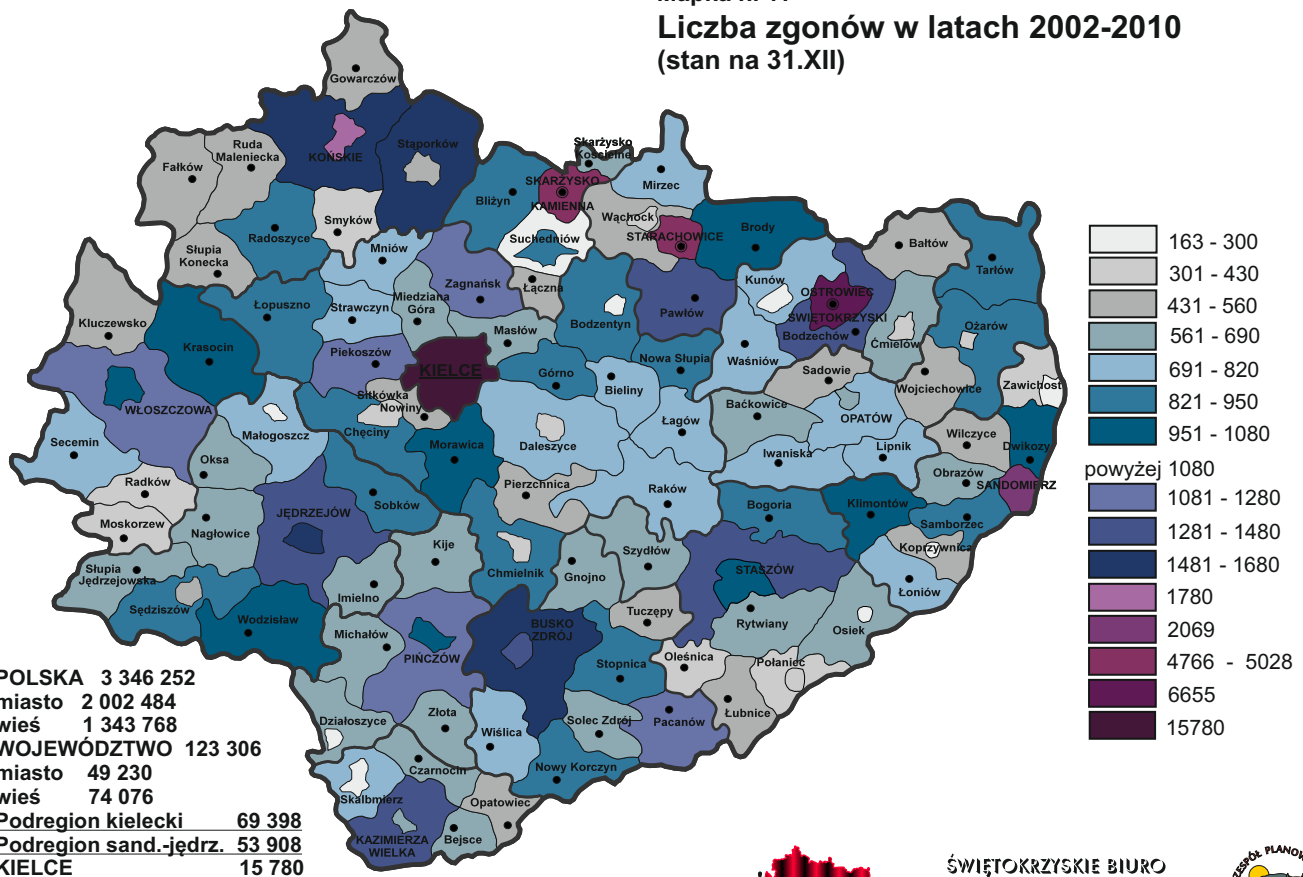 Liczba zgonów w latach 2002-2010
(stan na 31.XII)
Gowarczów
KOŃSKIE
Stąporków
Ruda
Maleniecka
Fałków
Radoszyce
Smyków
Słupia
Konecka
Skarżysko
Kościelne
SKARŻYSKO
KAMIENNA
Bliżyn
Suchedniów
Mirzec
Wąchock
STARACHOWICE
Brody
Bałtów
Tarłów
Kunów
OSTROWIEC
ŚWIĘTOKRZYSKI
Bodzechów
Ćmielów
Ożarów
Mniów
Zagnańsk
Łączna
Strawczyn
Miedziana
Góra
Masłów
Bodzentyn
Pawłów
Łopuszno
Kluczewsko
Krasocin
Piekoszów
KIELCE
Górno
Nowa Słupia
Waśniów
Sadowie
Wojciechowice
Zawichost
WŁOSZCZOWA
Sitkówka
Nowiny
Chęciny
Bieliny
Baćkowice
OPATÓW
Małogoszcz
Morawica
Daleszyce
Łagów
Iwaniska
Lipnik
Wilczyce
Dwikozy
Secemin
Oksa
Radków
Obrazów
SANDOMIERZ
Pierzchnica
Raków
Bogoria
Klimontów
Samborzec
Moskorzew
Nagłowice
JĘDRZEJÓW
Sobków
Kije
Koprzywnica
Słupia
Jędrzejowska
Imielno
Chmielnik
Gnojno
Szydłów
STASZÓW
Łoniów
Sędziszów
Wodzisław
Michałów
PIŃCZÓW
BUSKO
ZDRÓJ
Tuczępy
Rytwiany
Osiek
Stopnica
Oleśnica
Połaniec
Działoszyce
Złota
Wiślica
Solec Zdrój
Pacanów
Łubnice
Czarnocin
Nowy Korczyn
Skalbmierz
Opatowiec
KAZIMIERZA
WIELKA
Bejsce
163 - 300
301 - 430
431 - 560
561 - 690
691 - 820
821 - 950
951 - 1080
powyżej 1080
1081 - 1280
1281 - 1480
1481 - 1680
1780
2069
4766 - 5028
6655
15780
POLSKA 3 346 252
miasto 2 002 484
wieś 1 343 768
WOJEWÓDZTWO 123 306
miasto 49 230
wieś 74 076
Podregion kielecki 69 398
Podregion sand.-jędrz. 53 908
KIELCE 15 780
ŚWIĘTOKRZYSKIE BIURO